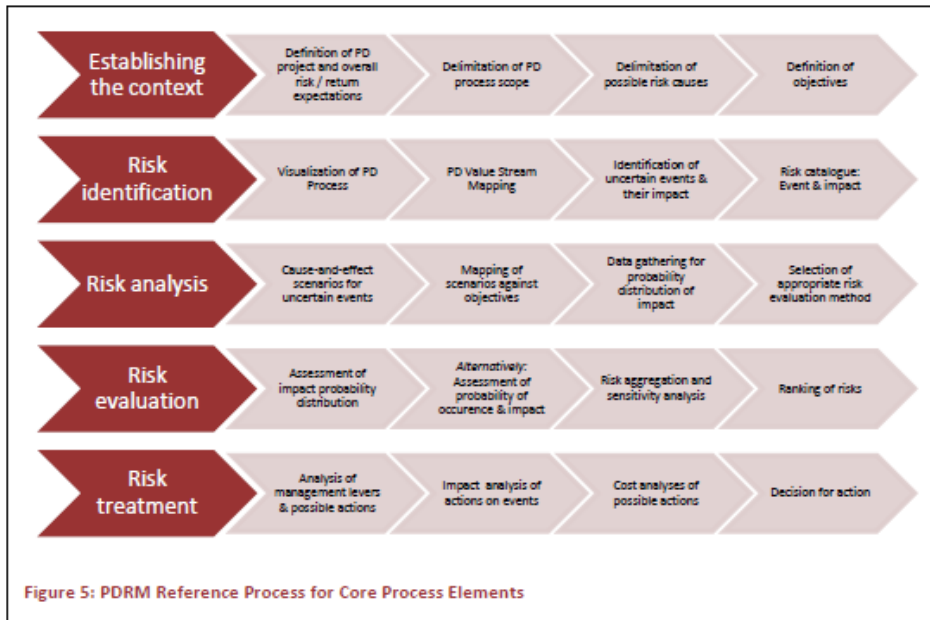 Establishing
the context
Definition of PD
project and overall
risk / return
expectations
Delimitation of PD
process scope
Delimitation of
possible risk causes
Definition of
objectives
Risk
identification
Visualization of PD
Process
PD Value Stream
Mapping
Identification of
uncertain events &
their impact
Risk catalogue:
Event & impact
Risk analysis
Cause-and-effect
scenarios for
uncertain events
Mapping of
scenarios against
objectives
Data gathering for
probability
distribution of
impact
Selection of
appropriate risk
evaluation method
Risk
evaluation
Assessment of
impact probability
distribution
Alternatively:
Assessment of
probability of
occurence & impact
Risk aggregation and
sensitivity analysis
Ranking of risks
Risk
treatment
Analysis of
management levers
& possible actions
Impact analysis of
actions on events
Cost analyses of
possible actions
Decision for action
Figure 5: PDRM Reference Process for Core Process Elements